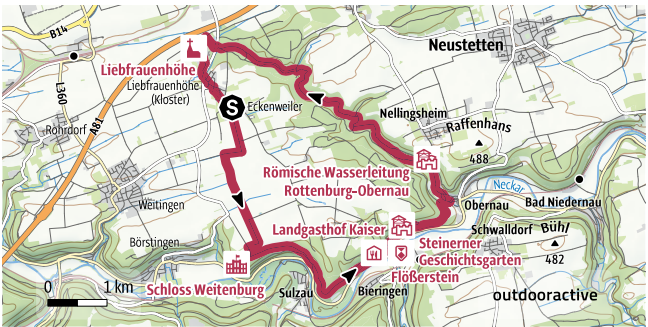 B14
Neustetten
Liebfrauenhöhe
Liebfrauenhöhe
(Kloster)
L360
A81
S
Eckenweiler
Nellingsheim
Raffenhans
488
Rohrdorf
Römische Wasserleitung
Rottenburg-Obernau
Neckar
Weitingen
Obernau
Bad Niedernau
Landgasthof Kaiser
Schwalldorf
Bühl
482
Börstingen
Steinerner
Geschichtsgarten
Flößerstein
Schloss Weitenburg
Sulzau
Bieringen
0
1 km
outdooractive